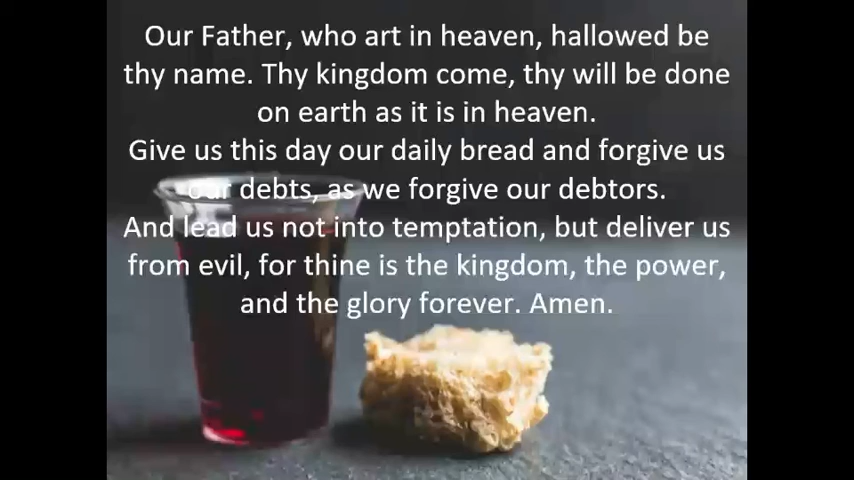 Our Father, who art in heaven, hallowed be
thy name. Thy kingdom come, thy will be done
on earth as it is in heaven.
Give us this day our daily bread and forgive us
our debts, as we forgive our debtors.
And lead us not into temptation, but deliver us
from evil, for thine is the kingdom, the power,
and the glory forever. Amen.